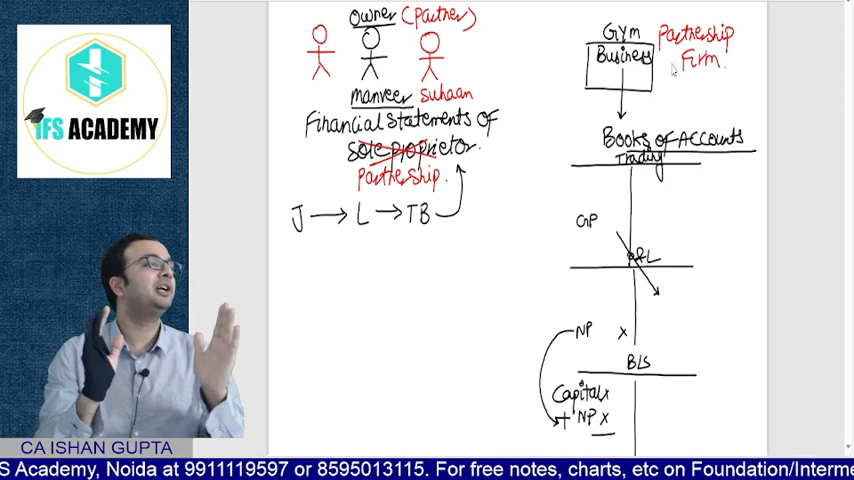 IFS ACADEMY
owner (partner)
manveer suhaan
Financial statements of
sole proprietor.
partnership.
J → L → TB
Gym
Business
Partnership
Firm.
Books of Accounts
Trading
GP
P&L
NP x
B/S
Capital x
+ NP x
CA ISHAN GUPTA
S Academy, Noida at 9911119597 or 8595013115. For free notes, charts, etc on Foundation/Interme